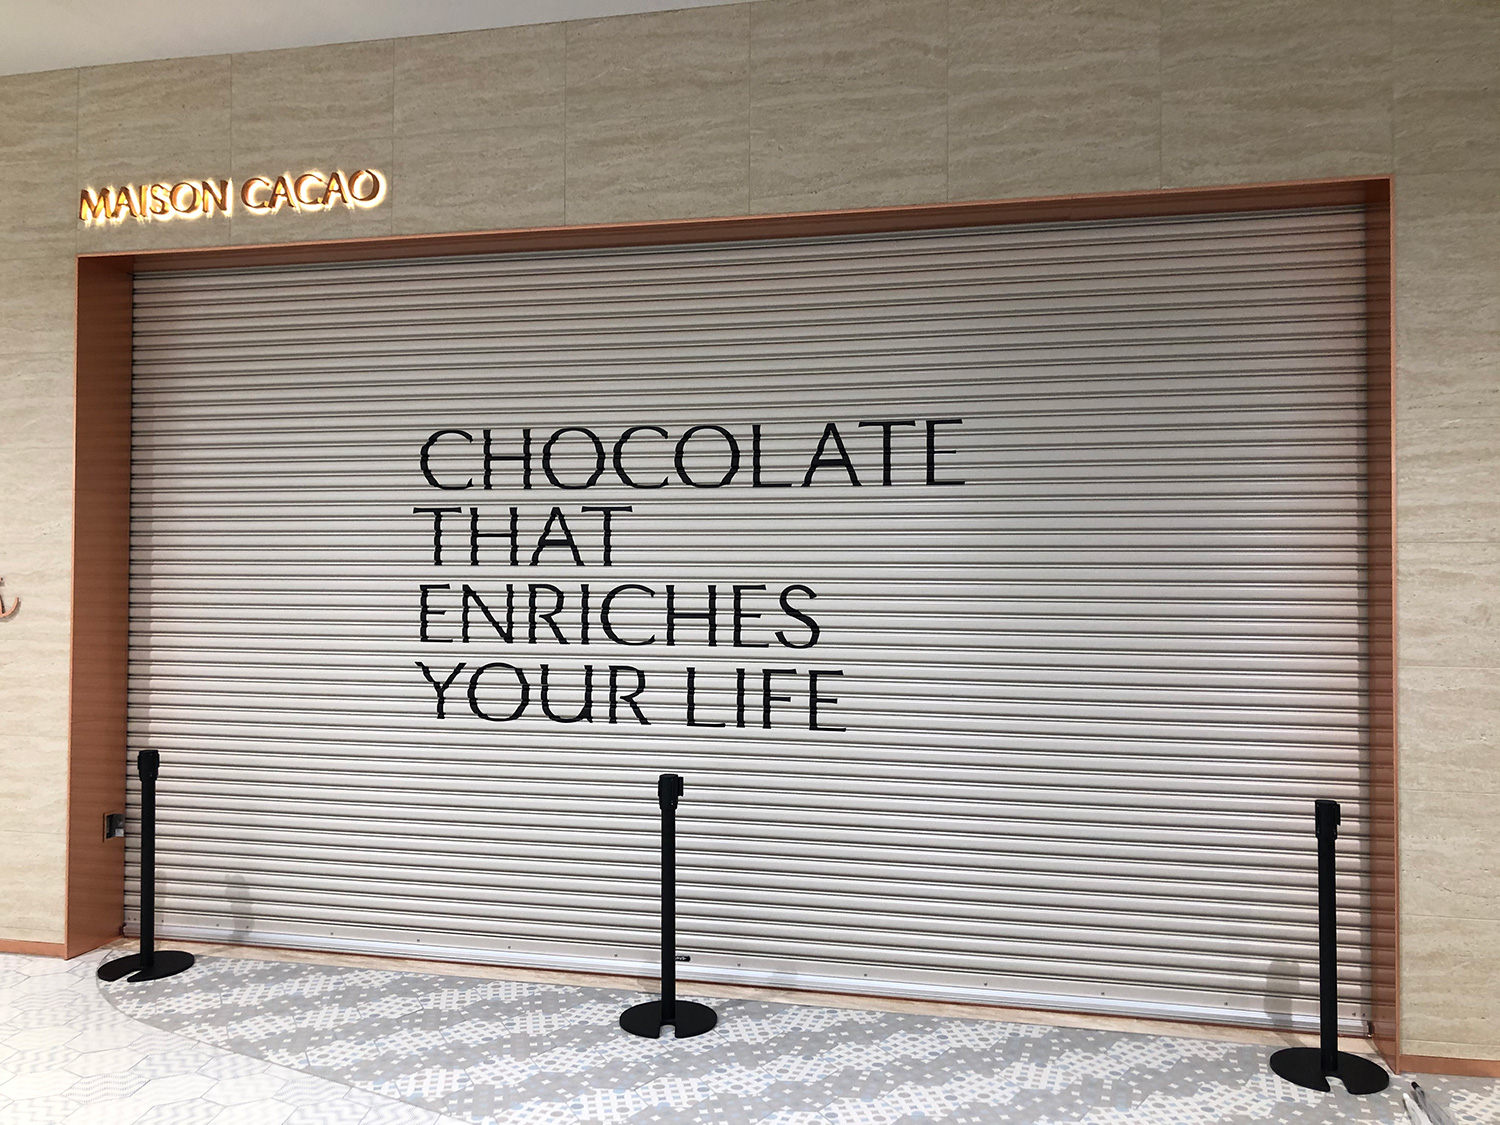 MAISON CACAO
CHOCOLATE
THAT
ENRICHES
YOUR LIFE